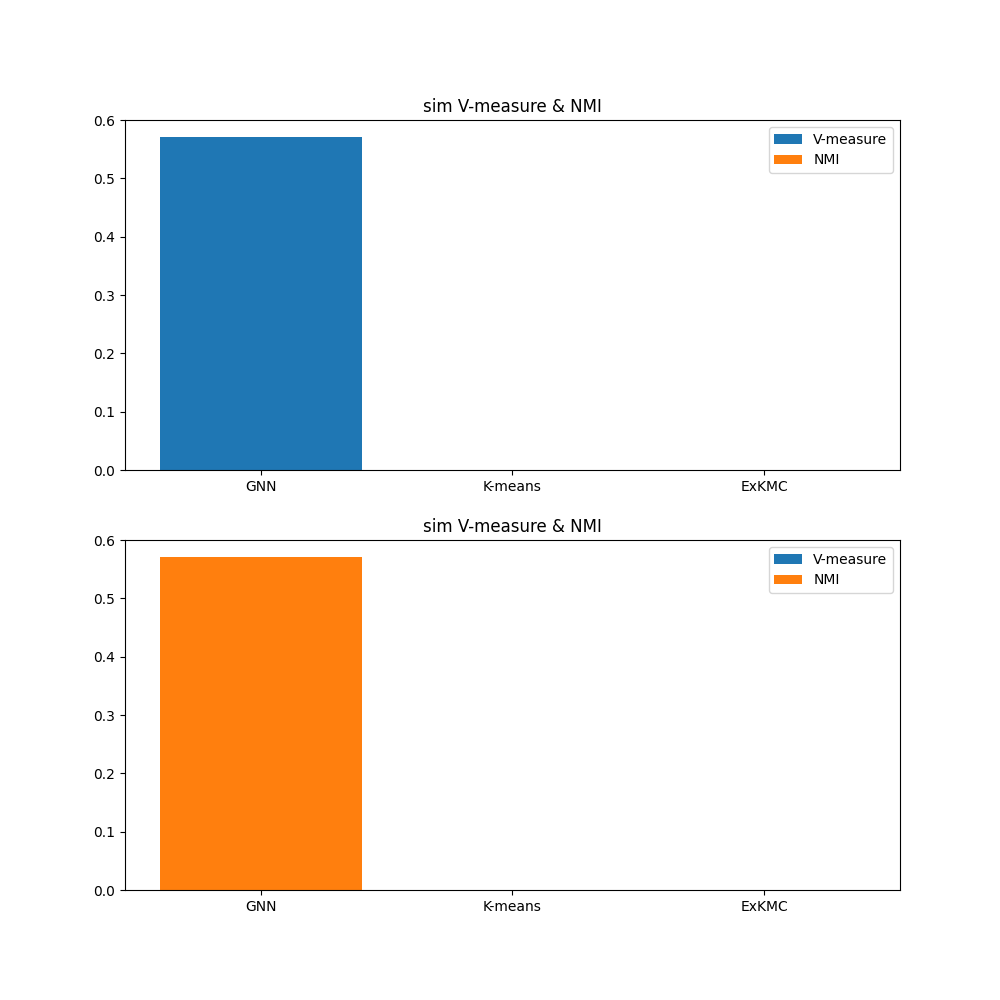 sim V-measure & NMI
0.6
0.5
0.4
0.3
0.2
0.1
0.0
V-measure
NMI
GNN K-means ExKMC
sim V-measure & NMI
0.6
0.5
0.4
0.3
0.2
0.1
0.0
V-measure
NMI
GNN K-means ExKMC